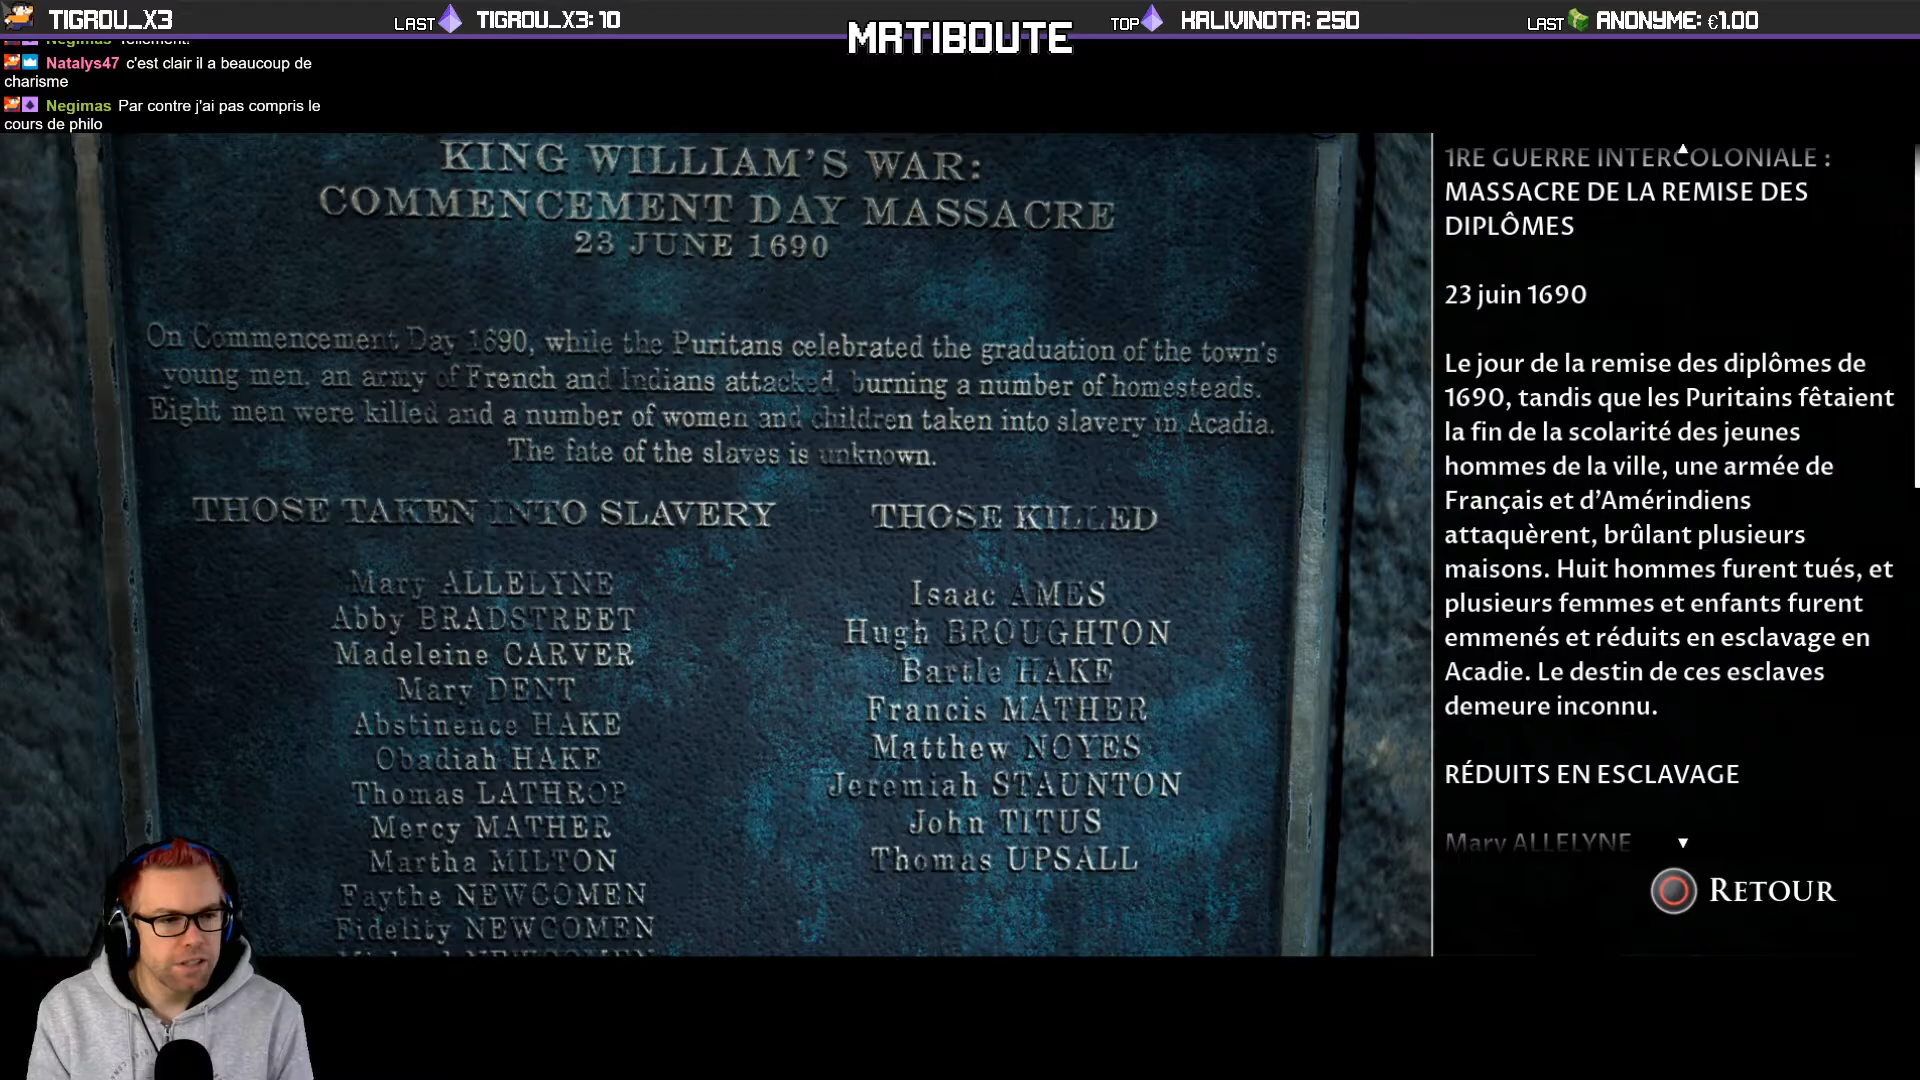 TIGROU_X3
LAST TIGROU_X3: 10
MATIBOUTE
TOP KALIVINOTA: 250
LAST ANONYME: €1.00
Negimas Tellement!
Natalys47 c'est clair il a beaucoup de
charisme
Negimas Par contre j'ai pas compris le
cours de philo
KING WILLIAM'S WAR:
COMMENCEMENT DAY MASSACRE
23 JUNE 1690
On Commencement Day 1690, while the Puritans celebrated the graduation of the town's
young men, an army of French and Indians attacked, burning a number of homesteads.
Eight men were killed and a number of women and children taken into slavery in Acadia.
The fate of the slaves is unknown.
THOSE TAKEN INTO SLAVERY
Mary ALLELYNE
Abby BRADSTREET
Madeleine CARVER
Mary DENT
Abstinence HAKE
Obadiah HAKE
Thomas LATHROP
Mercy MATHER
Martha MILTON
Faythe NEWCOMEN
Fidelity NEWCOMEN
THOSE KILLED
Isaac AMES
Hugh BROUGHTON
Bartle HAKE
Francis MATHER
Matthew NOYES
Jeremiah STAUNTON
John TITUS
Thomas UPSALL
1RE GUERRE INTERCOLONIALE :
MASSACRE DE LA REMISE DES
DIPLÔMES
23 juin 1690
Le jour de la remise des diplômes de
1690, tandis que les Puritains fêtaient
la fin de la scolarité des jeunes
hommes de la ville, une armée de
Français et d'Amérindiens
attaquèrent, brûlant plusieurs
maisons. Huit hommes furent tués, et
plusieurs femmes et enfants furent
emmenés et réduits en esclavage en
Acadie. Le destin de ces esclaves
demeure inconnu.
RÉDUITS EN ESCLAVAGE
Mary ALLELYNE
RETOUR